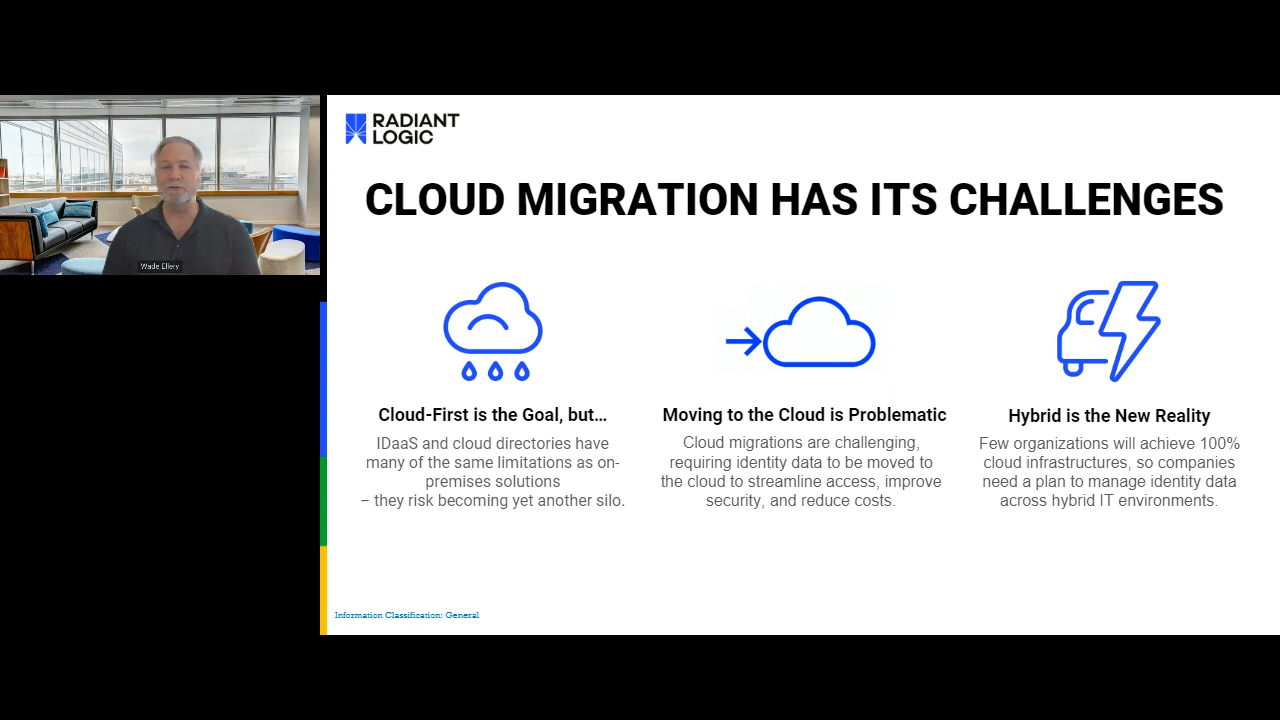 RADIANT
LOGIC
CLOUD MIGRATION HAS ITS CHALLENGES
Wade Ellery
Cloud-First is the Goal, but...
IDaaS and cloud directories have
many of the same limitations as on-
premises solutions
– they risk becoming yet another silo.
Moving to the Cloud is Problematic
Cloud migrations are challenging,
requiring identity data to be moved to
the cloud to streamline access, improve
security, and reduce costs.
Hybrid is the New Reality
Few organizations will achieve 100%
cloud infrastructures, so companies
need a plan to manage identity data
across hybrid IT environments.
Information Classification: General